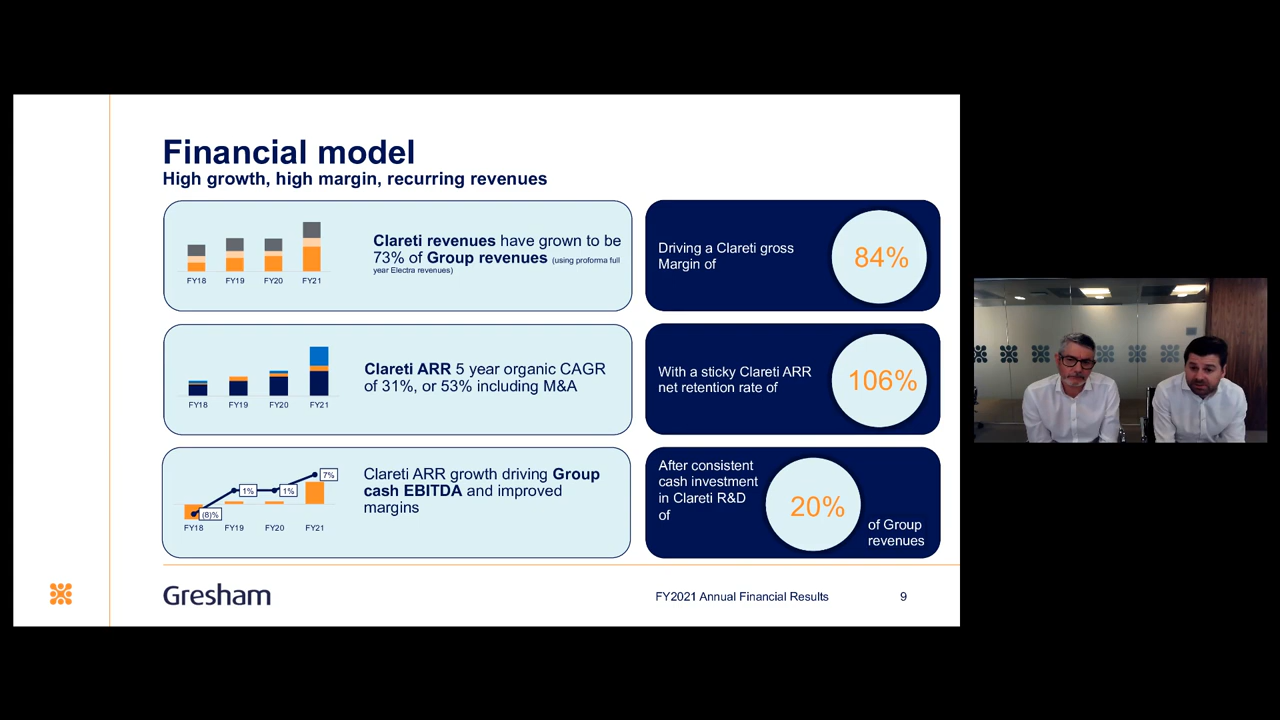 Financial model
High growth, high margin, recurring revenues
FY18 FY19 FY20 FY21
Clareti revenues have grown to be
73% of Group revenues (using proforma full
year Electra revenues)
Driving a Clareti gross
Margin of
84%
FY18 FY19 FY20 FY21
Clareti ARR 5 year organic CAGR
of 31%, or 53% including M&A
With a sticky Clareti ARR
net retention rate of
106%
(8)% 1% 1% 7%
FY18 FY19 FY20 FY21
Clareti ARR growth driving Group
cash EBITDA and improved
margins
After consistent
cash investment
in Clareti R&D
of
20%
of Group
revenues
Gresham
FY2021 Annual Financial Results
9